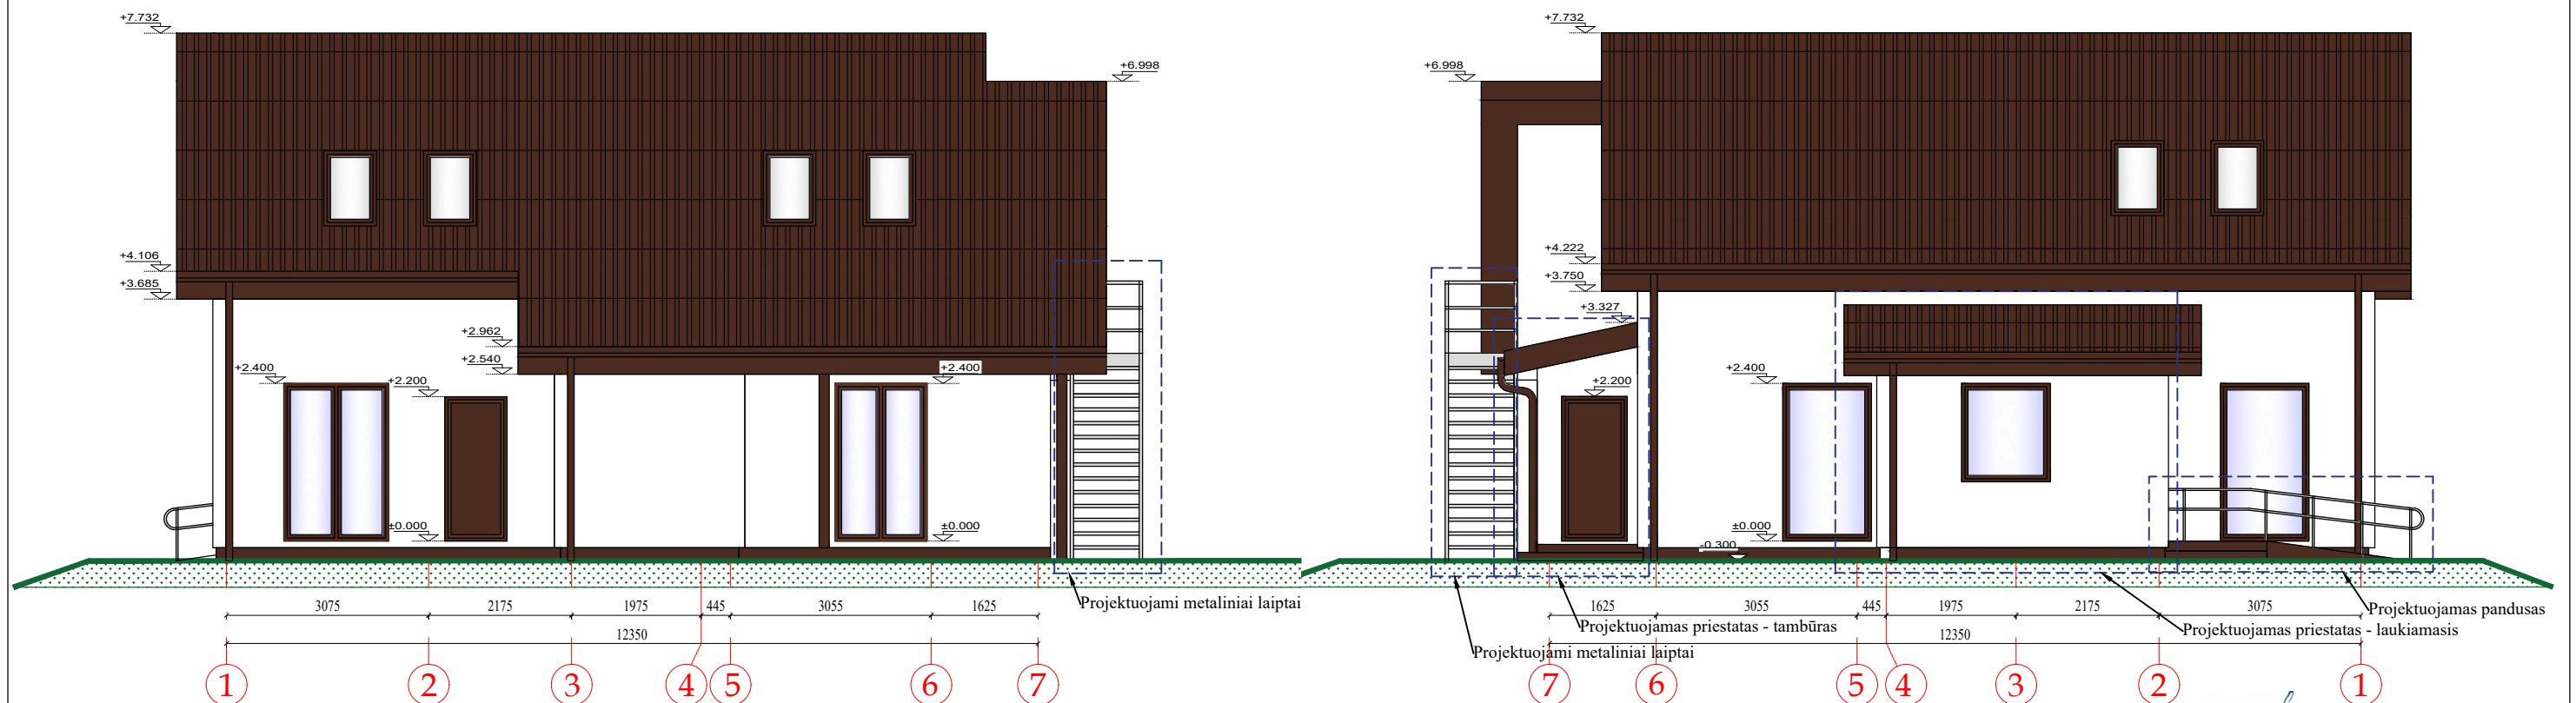 +7.732
+6.998
+4.106
+3.685
+2.962
+2.540
+2.400
+2.200
+2.400
±0.000
±0.000
Projektuojami metaliniai laiptai
3075 2175 1975 445 3055 1625
12350
1 2 3 4 5 6 7
+7.732
+6.998
+4.222
+3.750
+3.327
+2.400
+2.200
±0.000
-0.300
1625 3055 445 1975 2175 3075
Projektuojamas pandusas
Projektuojamas priestatas - tambūras
Projektuojamas priestatas - laukiamasis
12350
Projektuojami metaliniai laiptai
7 6 5 4 3 2 1